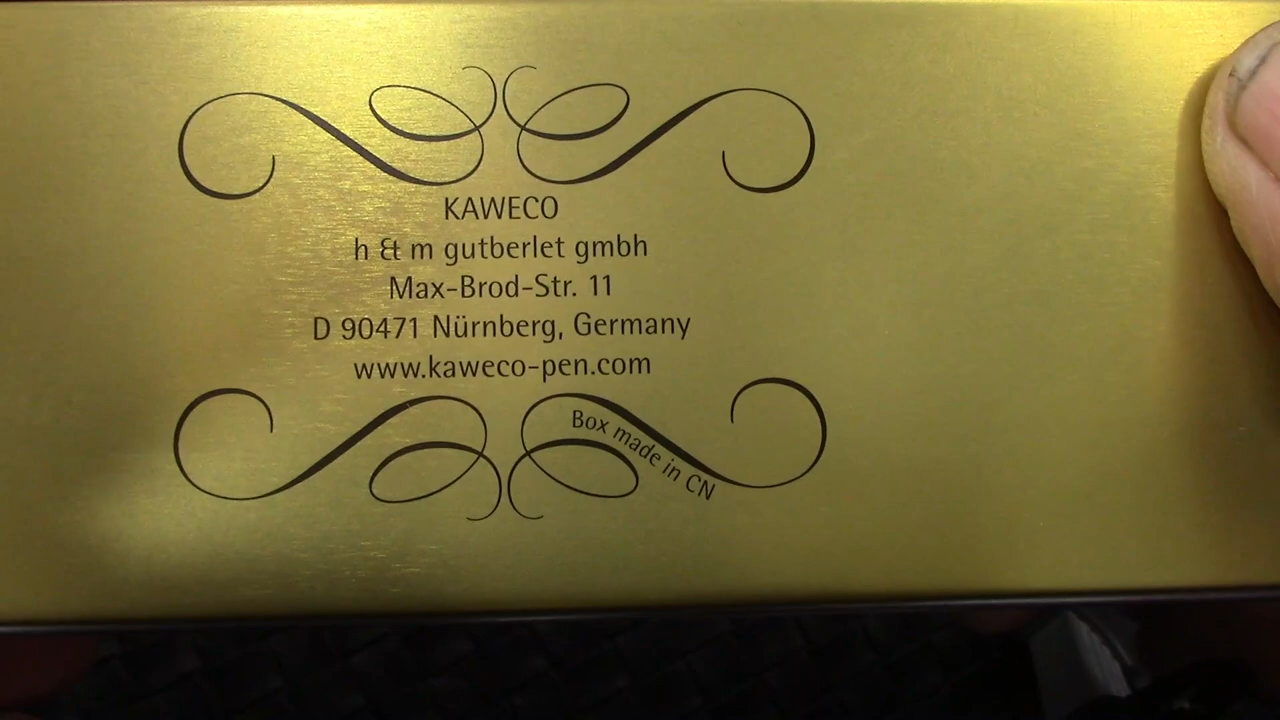 KAWECO
h & m gutberlet gmbh
Max-Brod-Str. 11
D 90471 Nürnberg, Germany
www.kaweco-pen.com
Box made in CN